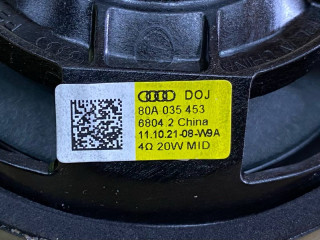 DOJ
80A 035 453
6804 2 China
11.10.21-08-W9A
4Ω 20W MID